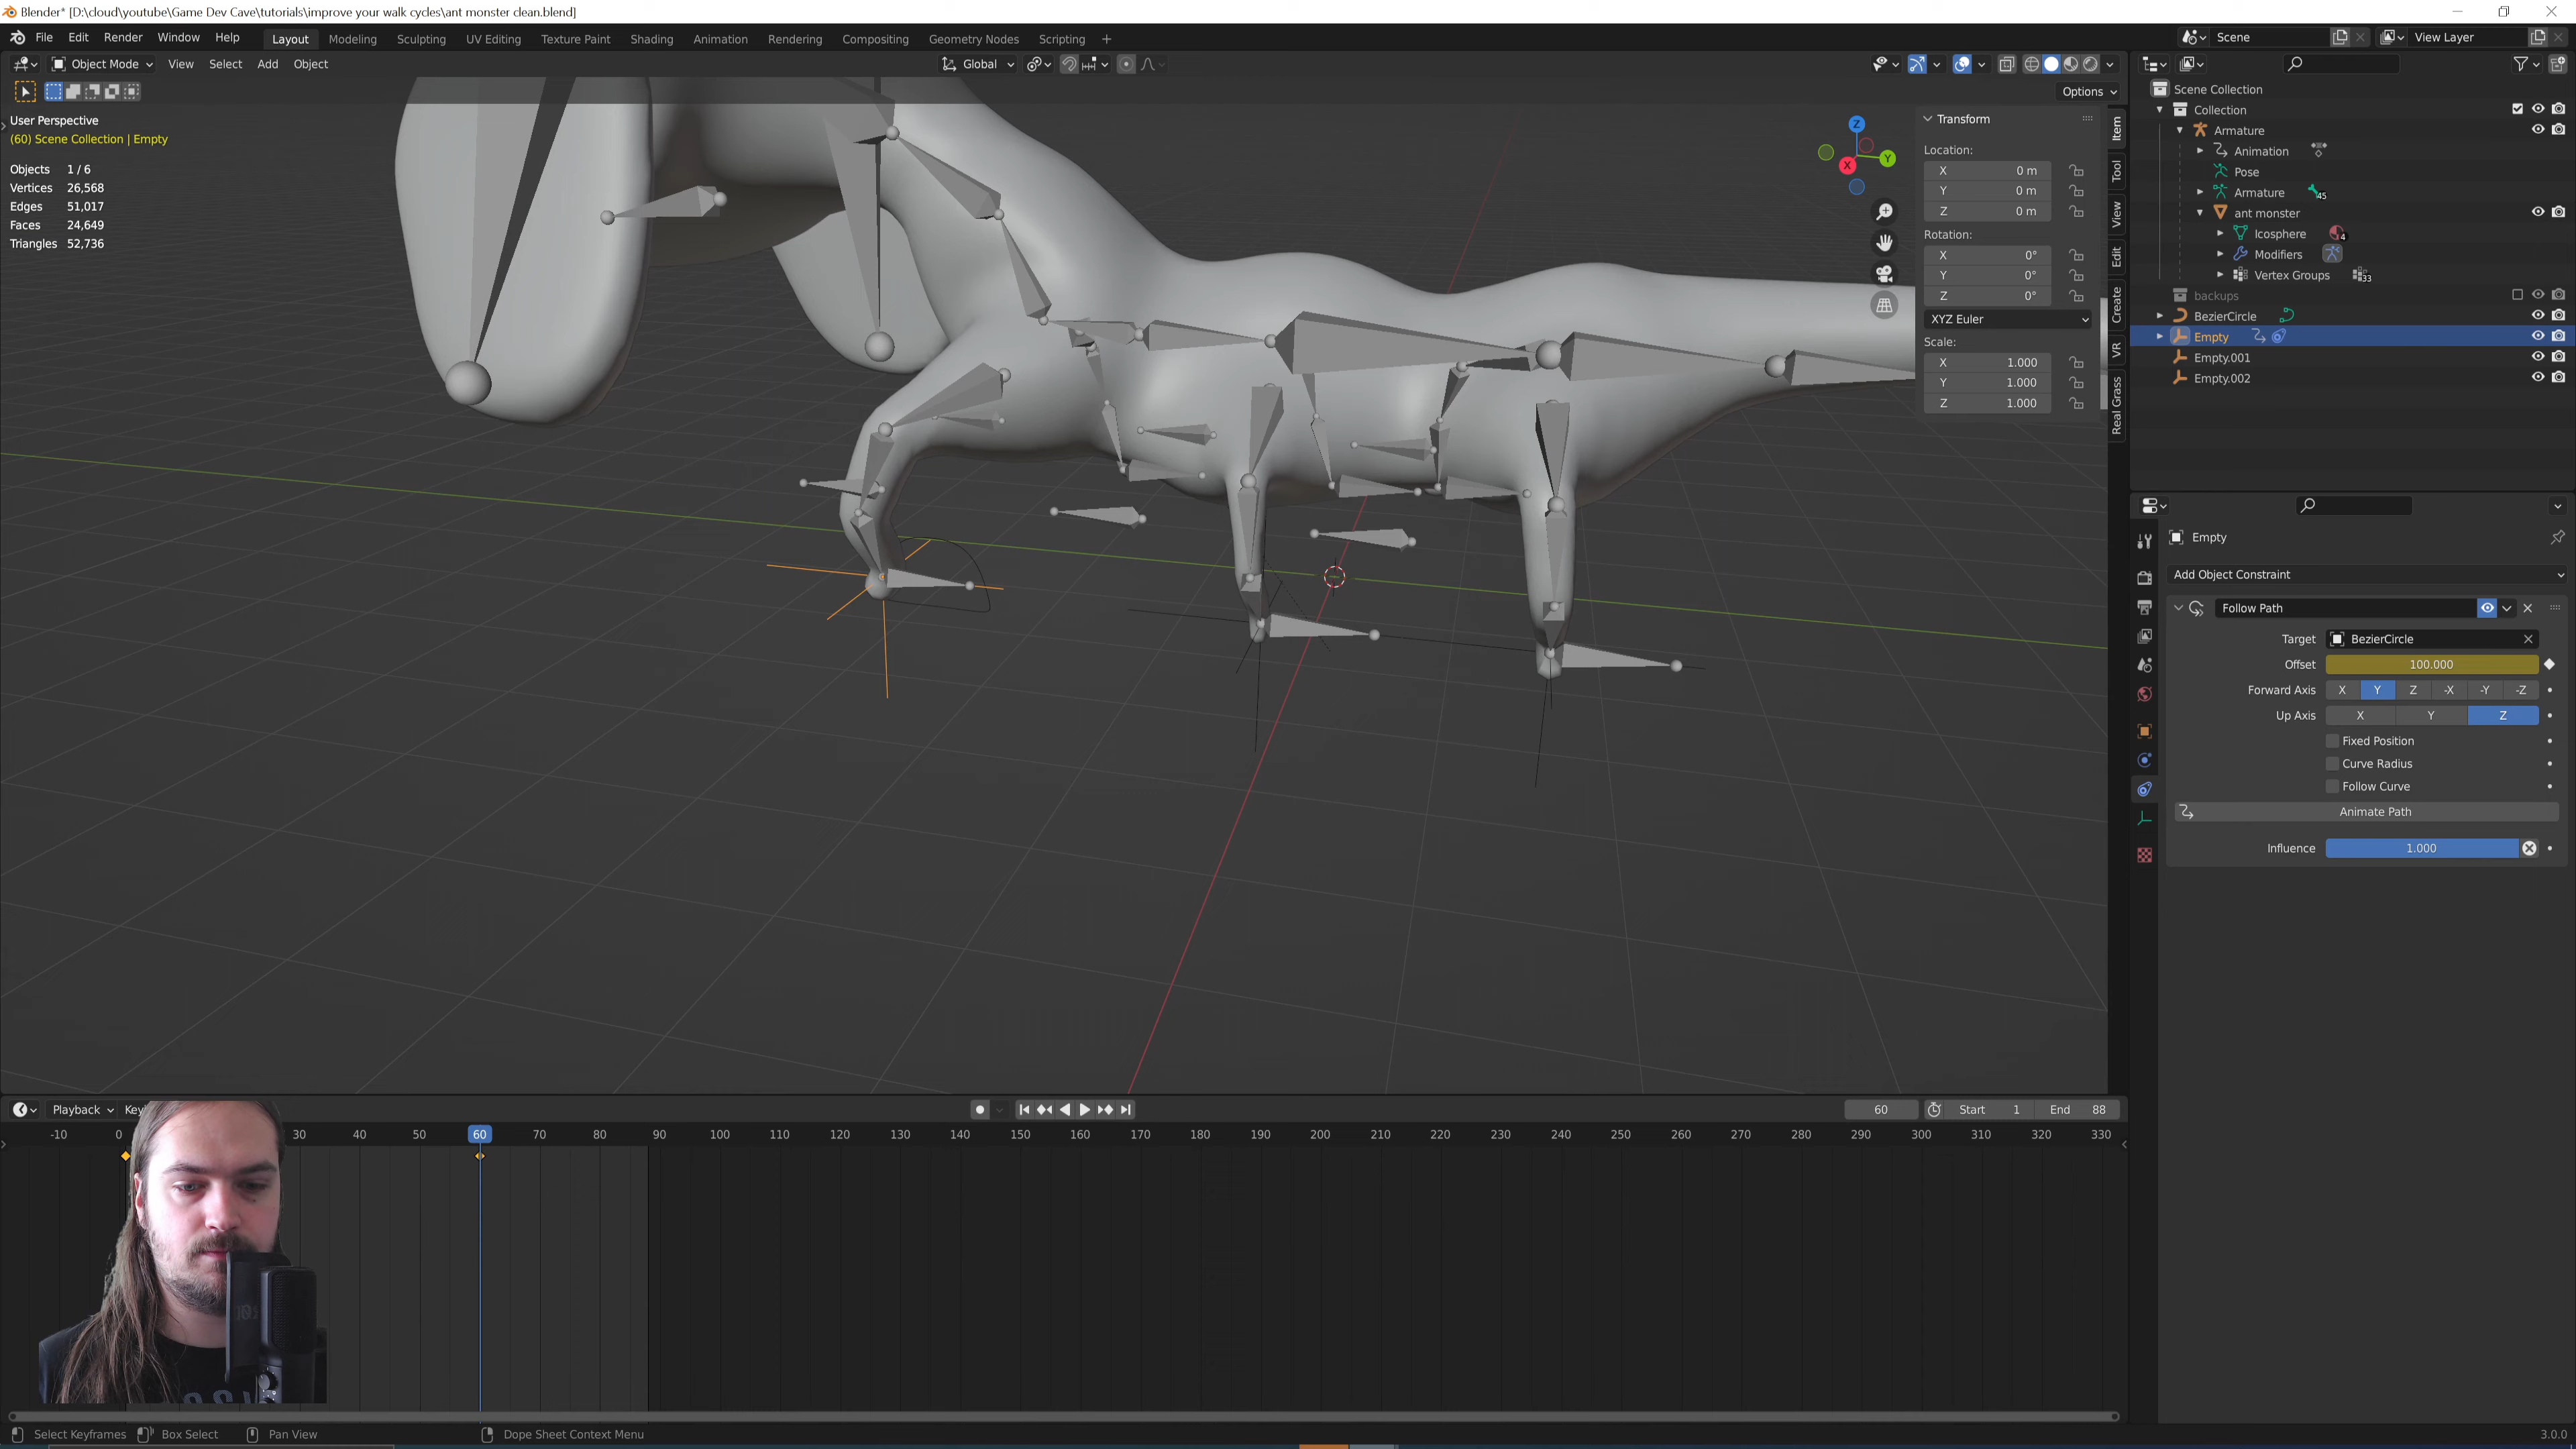 Blender* [D:\cloud\youtube\Game Dev Cave\tutorials\improve your walk cycles\ant monster clean.blend]
File Edit Render Window Help Layout Modeling Sculpting UV Editing Texture Paint Shading Animation Rendering Compositing Geometry Nodes Scripting + Scene View Layer
Object Mode View Select Add Object Global
Options
User Perspective
(60) Scene Collection | Empty
Objects 1 / 6
Vertices 26,568
Edges 51,017
Faces 24,649
Triangles 52,736
Z
Y
X
Transform
Location:
X 0 m
Y 0 m
Z 0 m
Rotation:
X 0°
Y 0°
Z 0°
XYZ Euler
Scale:
X 1.000
Y 1.000
Z 1.000
Item
Tool
View
Edit
Create
VR
Real Grass
Scene Collection
Collection
Armature
Animation
Pose
Armature 45
ant monster
Icosphere 4
Modifiers
Vertex Groups 33
backups
BezierCircle
Empty
Empty.001
Empty.002
Empty
Add Object Constraint
Follow Path
Target BezierCircle
Offset 100.000
Forward Axis X Y Z -X -Y -Z
Up Axis X Y Z
Fixed Position
Curve Radius
Follow Curve
Animate Path
Influence 1.000
Playback 60 Start 1 End 88
-10 0 30 40 50 60 70 80 90 100 110 120 130 140 150 160 170 180 190 200 210 220 230 240 250 260 270 280 290 300 310 320 330
Select Keyframes Box Select Pan View Dope Sheet Context Menu 3.0.0